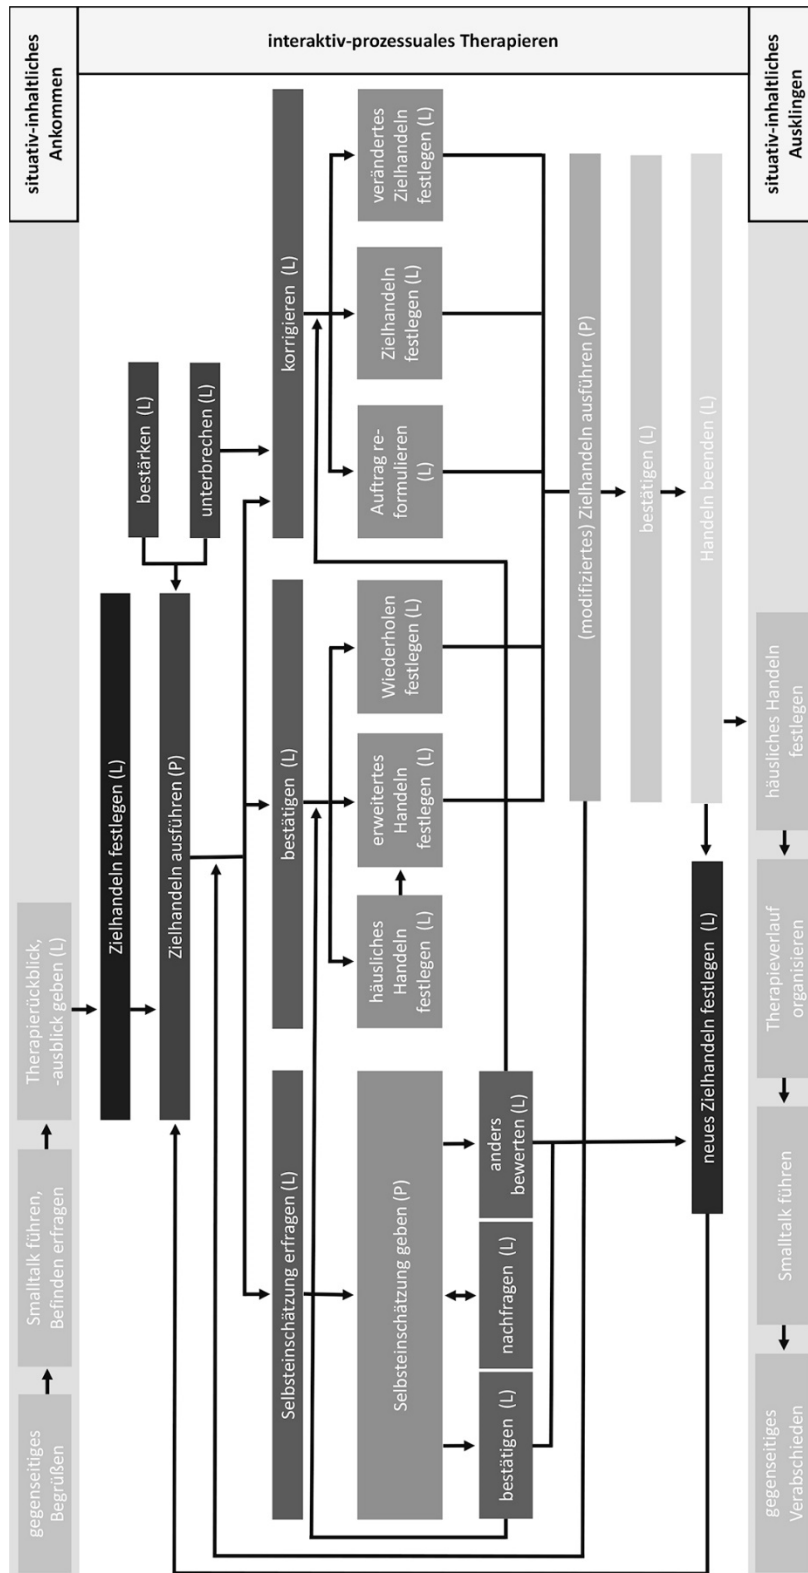 situativ-inhaltliches
Ankommen
gegenseitiges
Begrüßen
Smalltalk führen,
Befinden erfragen
Therapierückblick,
-ausblick geben (L)
interaktiv-prozessuales Therapieren
Zielhandeln festlegen (L)
Zielhandeln ausführen (P)
bestärken (L)
unterbrechen (L)
Selbsteinschätzung erfragen (L)
bestätigen (L)
korrigieren (L)
Selbsteinschätzung geben (P)
häusliches
Handeln
festlegen (L)
erweitertes
Handeln
festlegen (L)
Wiederholen
festlegen (L)
Auftrag re-
formulieren
(L)
Zielhandeln
festlegen (L)
verändertes
Zielhandeln
festlegen (L)
bestätigen (L)
nachfragen (L)
anders
bewerten (L)
(modifiziertes) Zielhandeln ausführen (P)
bestätigen (L)
neues Zielhandeln festlegen (L)
Handeln beenden (L)
situativ-inhaltliches
Ausklingen
häusliches Handeln
festlegen
Therapieverlauf
organisieren
Smalltalk führen
gegenseitiges
Verabschieden